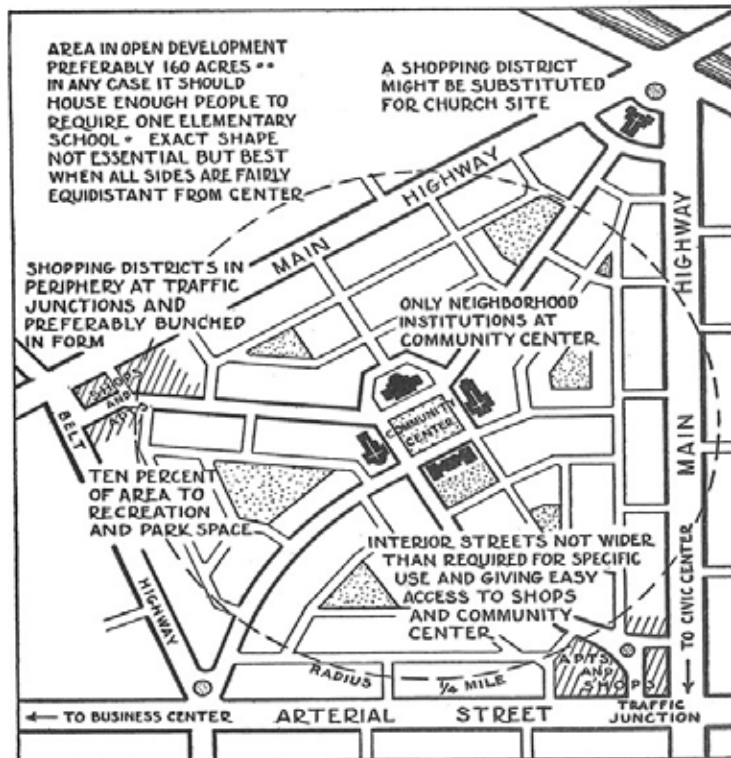 AREA IN OPEN DEVELOPMENT
PREFERABLY 160 ACRES **
IN ANY CASE IT SHOULD
HOUSE ENOUGH PEOPLE TO
REQUIRE ONE ELEMENTARY
SCHOOL * EXACT SHAPE
NOT ESSENTIAL BUT BEST
WHEN ALL SIDES ARE FAIRLY
EQUIDISTANT FROM CENTER
A SHOPPING DISTRICT
MIGHT BE SUBSTITUTED
FOR CHURCH SITE
MAIN HIGHWAY
SHOPPING DISTRICTS IN
PERIPHERY AT TRAFFIC
JUNCTIONS AND
PREFERABLY BUNCHED
IN FORM
ONLY NEIGHBORHOOD
INSTITUTIONS AT
COMMUNITY CENTER
HIGHWAY
MAIN
SHOPS
AND
APTS
BELT
HIGHWAY
COMMUNITY
CENTER
TEN PERCENT
OF AREA TO
RECREATION
AND PARK SPACE
INTERIOR STREETS NOT WIDER
THAN REQUIRED FOR SPECIFIC
USE AND GIVING EASY
ACCESS TO SHOPS
AND COMMUNITY
CENTER
TO CIVIC CENTER
RADIUS 1/4 MILE
APTS
AND
SHOPS
TRAFFIC
JUNCTION
← TO BUSINESS CENTER
ARTERIAL STREET